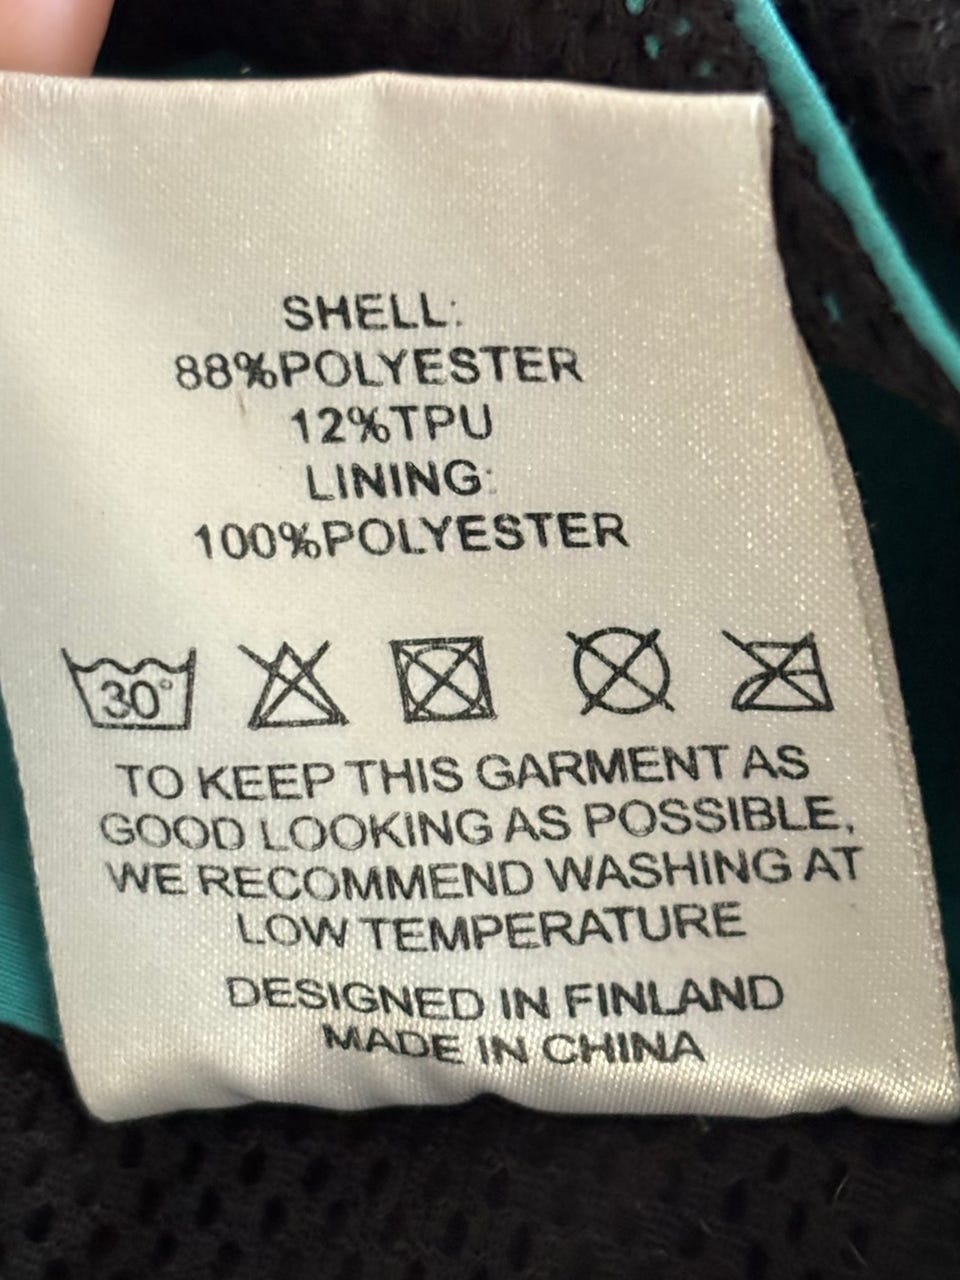 SHELL:
88%POLYESTER
12%TPU
LINING:
100%POLYESTER
30°
TO KEEP THIS GARMENT AS
GOOD LOOKING AS POSSIBLE,
WE RECOMMEND WASHING AT
LOW TEMPERATURE
DESIGNED IN FINLAND
MADE IN CHINA